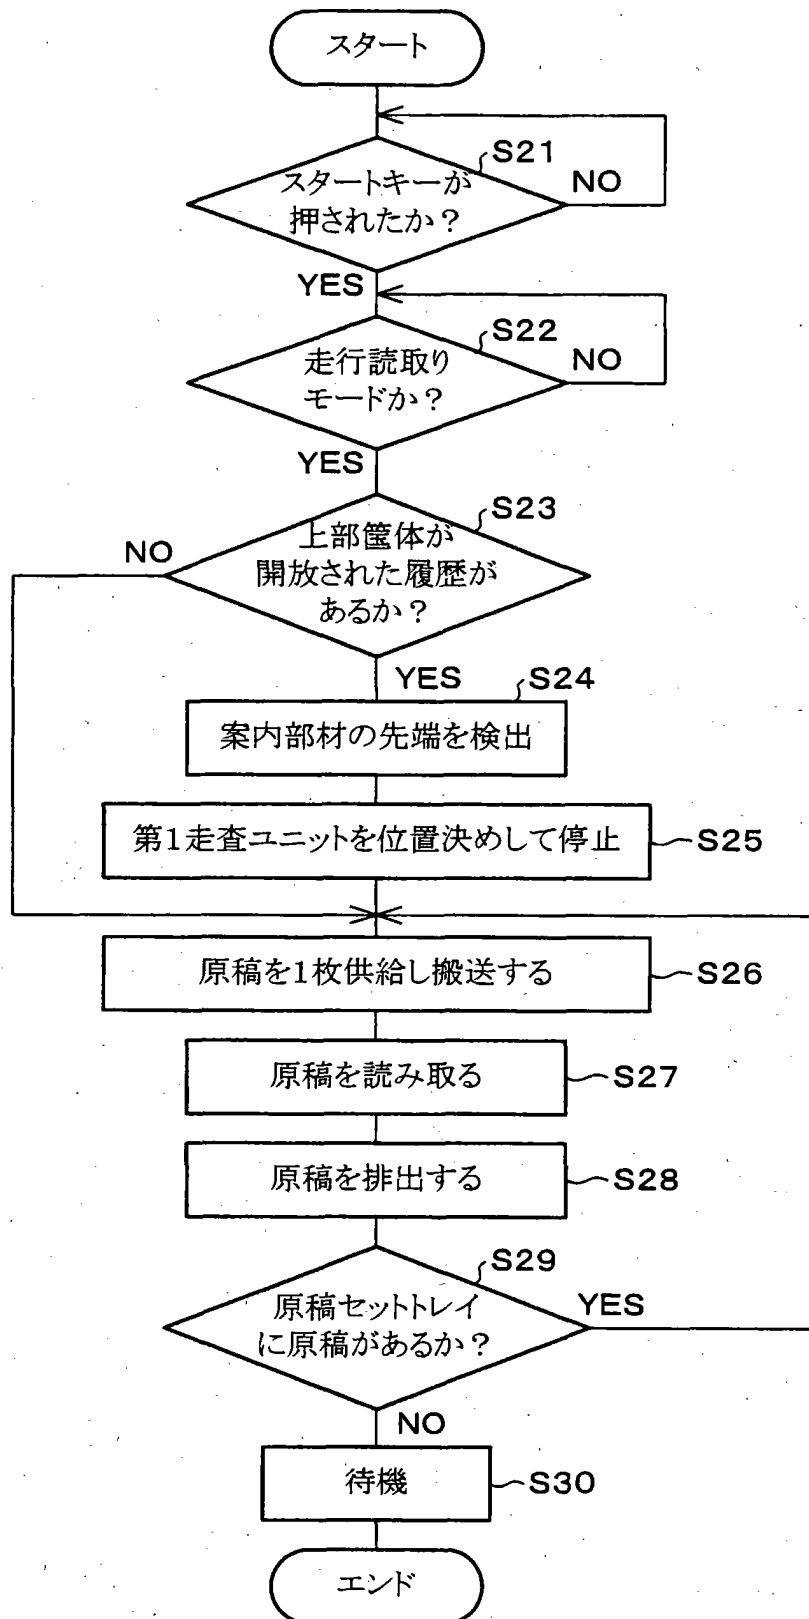 スタート
S21
スタートキーが
押されたか？
NO
YES
S22
走行読取り
モードか？
NO
YES
S23
上部筐体が
開放された履歴が
あるか？
NO
YES
S24
案内部材の先端を検出
第1走査ユニットを位置決めして停止
S25
原稿を1枚供給し搬送する
S26
原稿を読み取る
S27
原稿を排出する
S28
S29
原稿セットトレイ
に原稿があるか？
YES
NO
待機
S30
エンド